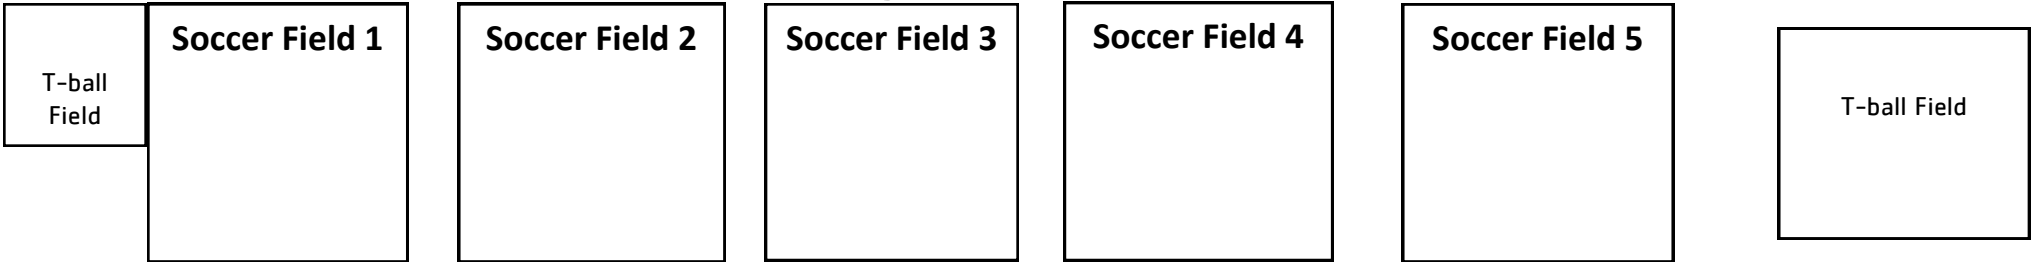 T-ball
Field
Soccer Field 1
Soccer Field 2
Soccer Field 3
Soccer Field 4
Soccer Field 5
T-ball Field